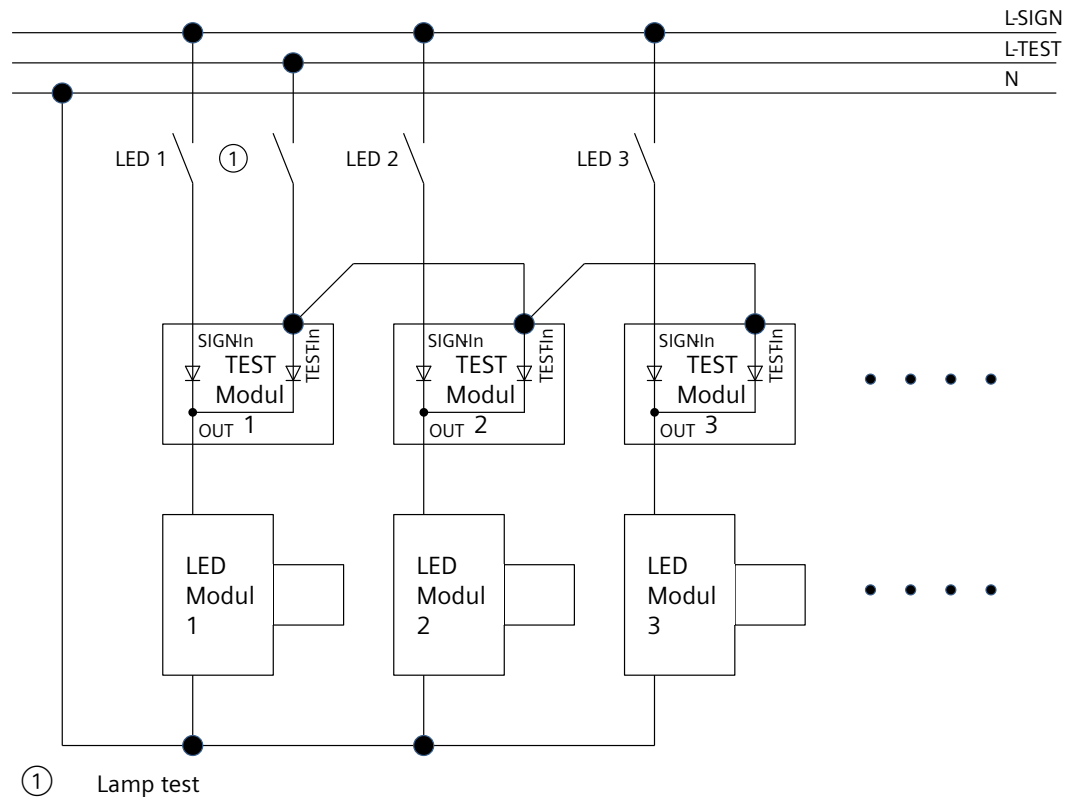 L-SIGN
L-TEST
N
LED 1
①
LED 2
LED 3
SIGN-In
TEST-In
TEST
Modul
1
OUT
SIGN-In
TEST-In
TEST
Modul
2
OUT
SIGN-In
TEST-In
TEST
Modul
3
OUT
LED
Modul
1
LED
Modul
2
LED
Modul
3
① Lamp test